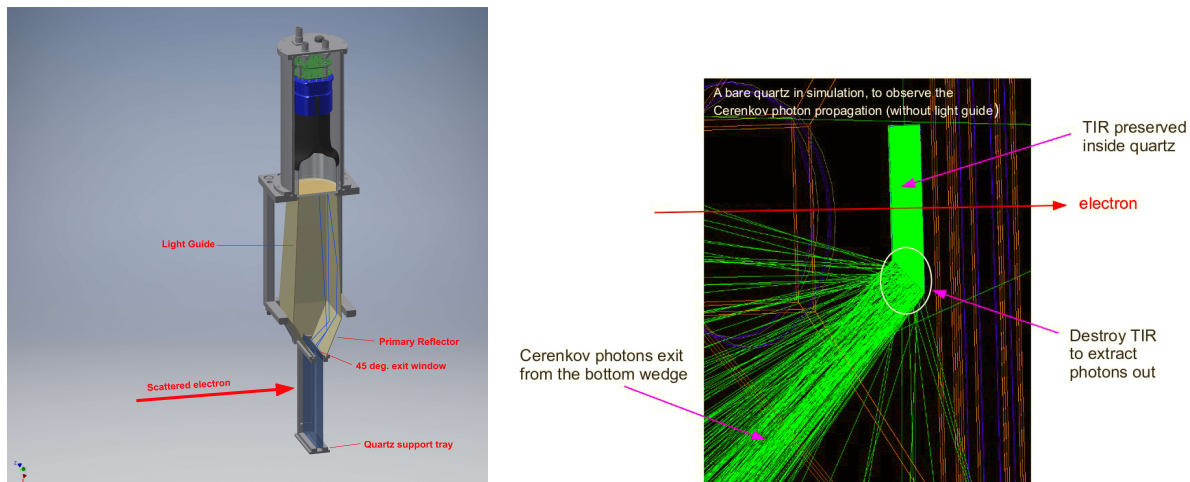 Light Guide
Primary Reflector
45 deg. exit window
Scattered electron
Quartz support tray
A bare quartz in simulation, to observe the
Cerenkov photon propagation (without light guide)
TIR preserved
inside quartz
electron
Destroy TIR
to extract
photons out
Cerenkov photons exit
from the bottom wedge